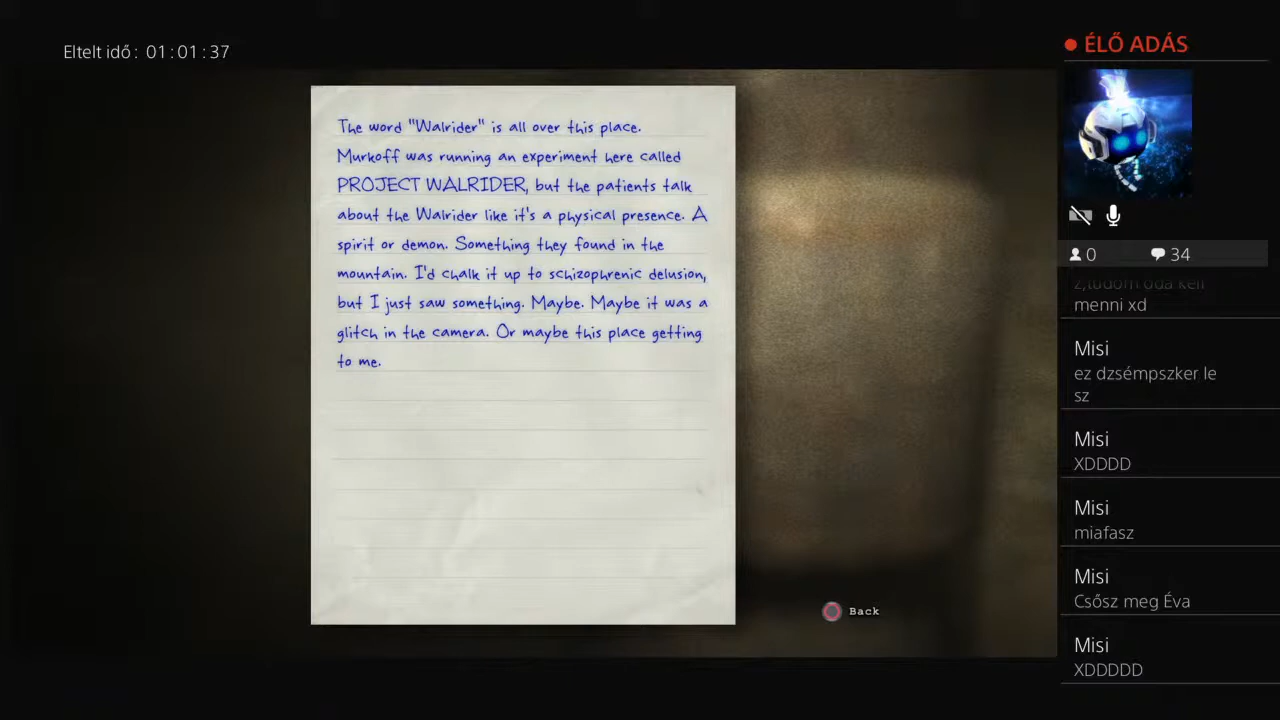 Eltelt idő: 01:01:37
The word "Walrider" is all over this place.
Murkoff was running an experiment here called
PROJECT WALRIDER, but the patients talk
about the Walrider like it's a physical presence. A
spirit or demon. Something they found in the
mountain. I'd chalk it up to schizophrenic delusion,
but I just saw something. Maybe. Maybe it was a
glitch in the camera. Or maybe this place getting
to me.
Back
ÉLŐ ADÁS
0
34
z,tudom oda kell
menni xd
Misi
ez dzsémpszker le
sz
Misi
XDDDD
Misi
miafasz
Misi
Csősz meg Éva
Misi
XDDDDD